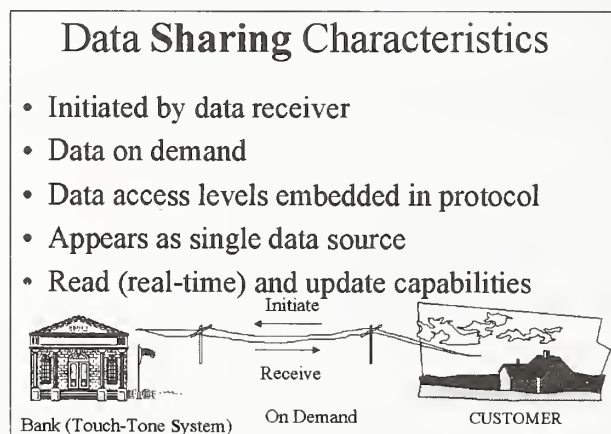 Data Sharing Characteristics
• Initiated by data receiver
• Data on demand
• Data access levels embedded in protocol
• Appears as single data source
• Read (real-time) and update capabilities
Initiate
Receive
On Demand
Bank (Touch-Tone System)
CUSTOMER